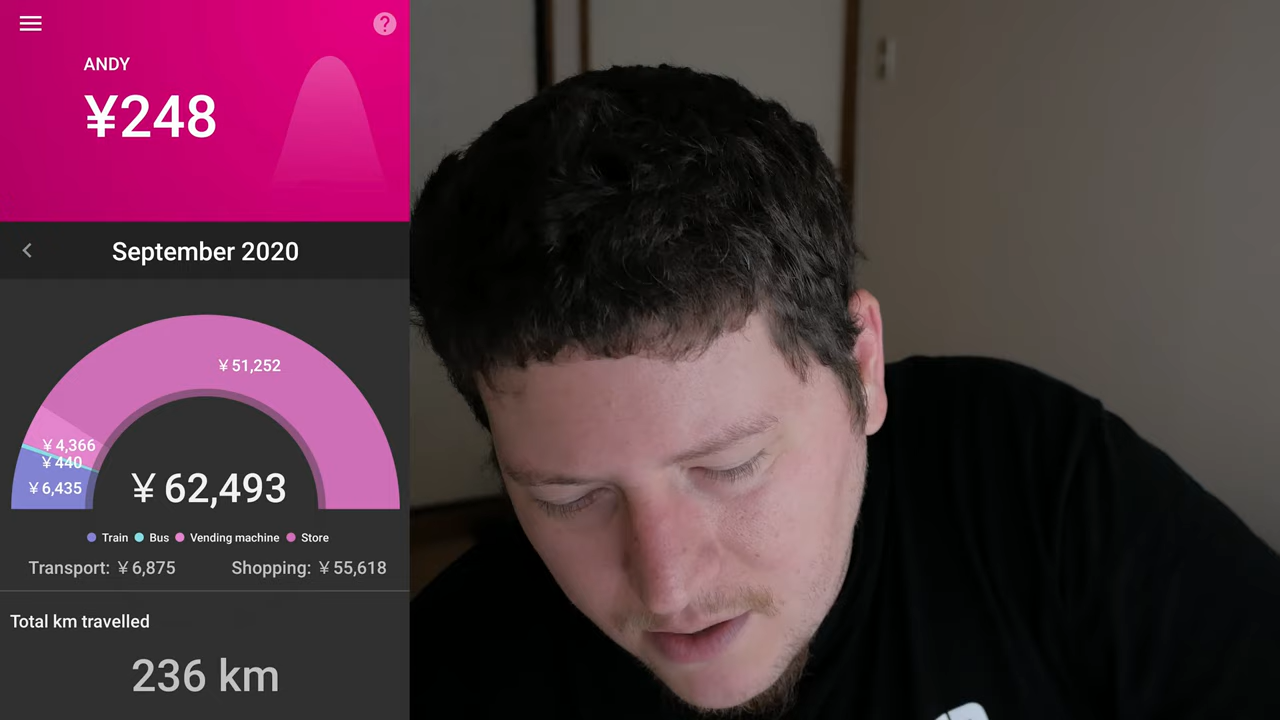 ANDY
¥248
September 2020
¥ 51,252
¥ 4,366
¥ 440
¥ 6,435
¥ 62,493
Train Bus Vending machine Store
Transport: ¥ 6,875 Shopping: ¥ 55,618
Total km travelled
236 km